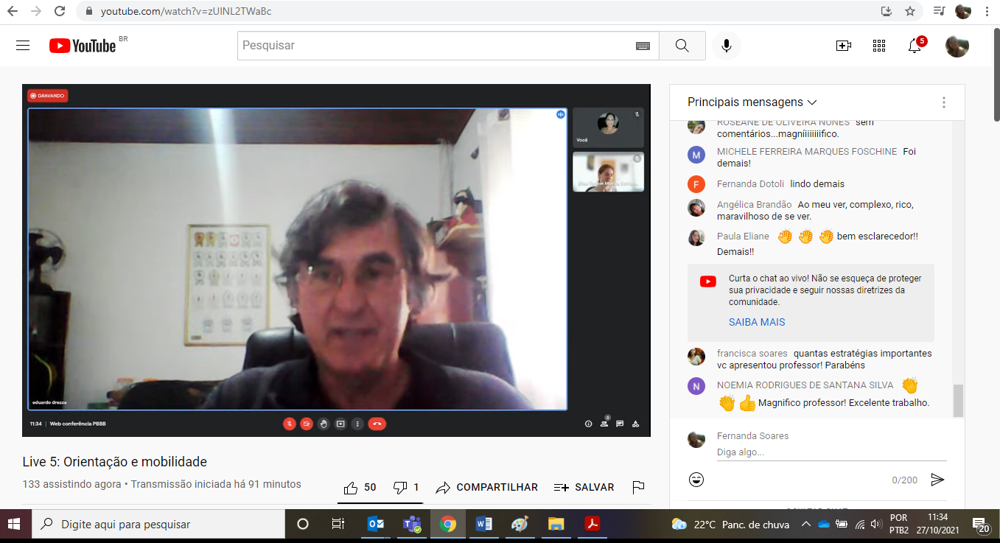 youtube.com/watch?v=zUlNL2TWaBc
YouTube BR
Pesquisar
5
GRAVANDO
Você
eduardo drezza
11:34 | Web conferência PBBB
3
Live 5: Orientação e mobilidade
133 assistindo agora • Transmissão iniciada há 91 minutos
50
1
COMPARTILHAR
SALVAR
Principais mensagens
ROSEANE DE OLIVEIRA NUNES sem
comentários...magníiiiiiiifico.
M
MICHELE FERREIRA MARQUES FOSCHINE Foi
demais!
F
Fernanda Dotoli lindo demais
Angélica Brandão Ao meu ver, complexo, rico,
maravilhoso de se ver.
Paula Eliane bem esclarecedor!!
Demais!!
Curta o chat ao vivo! Não se esqueça de proteger
sua privacidade e seguir nossas diretrizes da
comunidade.
SAIBA MAIS
francisca soares quantas estratégias importantes
vc apresentou professor! Parabéns
N
NOEMIA RODRIGUES DE SANTANA SILVA
Magnifico professor! Excelente trabalho.
Fernanda Soares
Diga algo...
0/200
OCULTAR CHAT
Digite aqui para pesquisar
22°C Panc. de chuva
POR
PTB2
11:34
27/10/2021
20